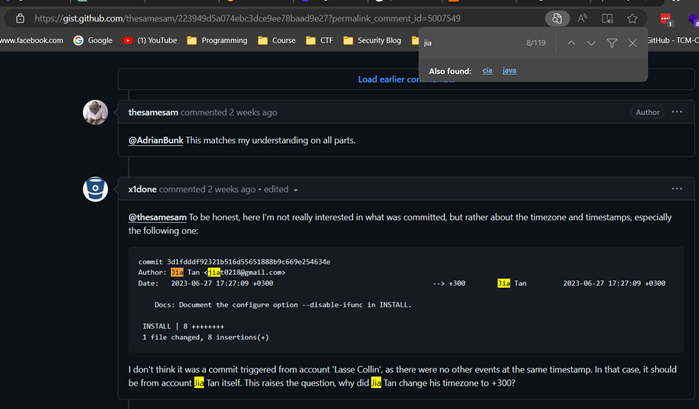 https://gist.github.com/thesamesam/223949d5a074ebc3dce9ee78baad9e27?permalink_comment_id=5007549
www.facebook.com Google (1) YouTube Programming Course CTF Security Blog GitHub - TCM-C
jia 8/119
Also found: cia java
Load earlier
thesamesam commented 2 weeks ago Author
@AdrianBunk This matches my understanding on all parts.
x1done commented 2 weeks ago • edited
@thesamesam To be honest, here I'm not really interested in what was committed, but rather about the timezone and timestamps, especially
the following one:
commit 3d1fdddf92321b516d55651888b9c669e254634e
Author: Jia Tan <jiat0218@gmail.com>
Date: 2023-06-27 17:27:09 +0300 --> +300 Jia Tan 2023-06-27 17:27:09 +0300
Docs: Document the configure option --disable-ifunc in INSTALL.
INSTALL | 8 ++++++++
1 file changed, 8 insertions(+)
I don't think it was a commit triggered from account 'Lasse Collin', as there were no other events at the same timestamp. In that case, it should
be from account Jia Tan itself. This raises the question, why did Jia Tan change his timezone to +300?